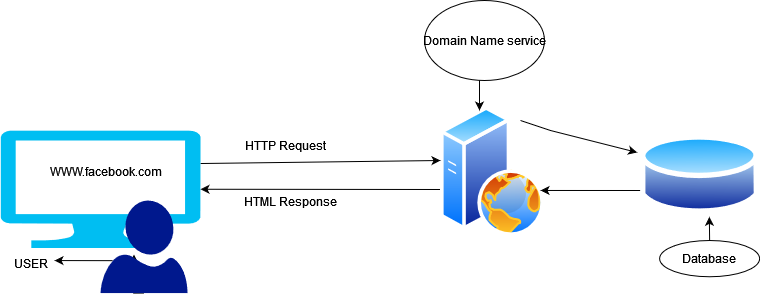 Domain Name service
HTTP Request
WWW.facebook.com
HTML Response
USER
Database